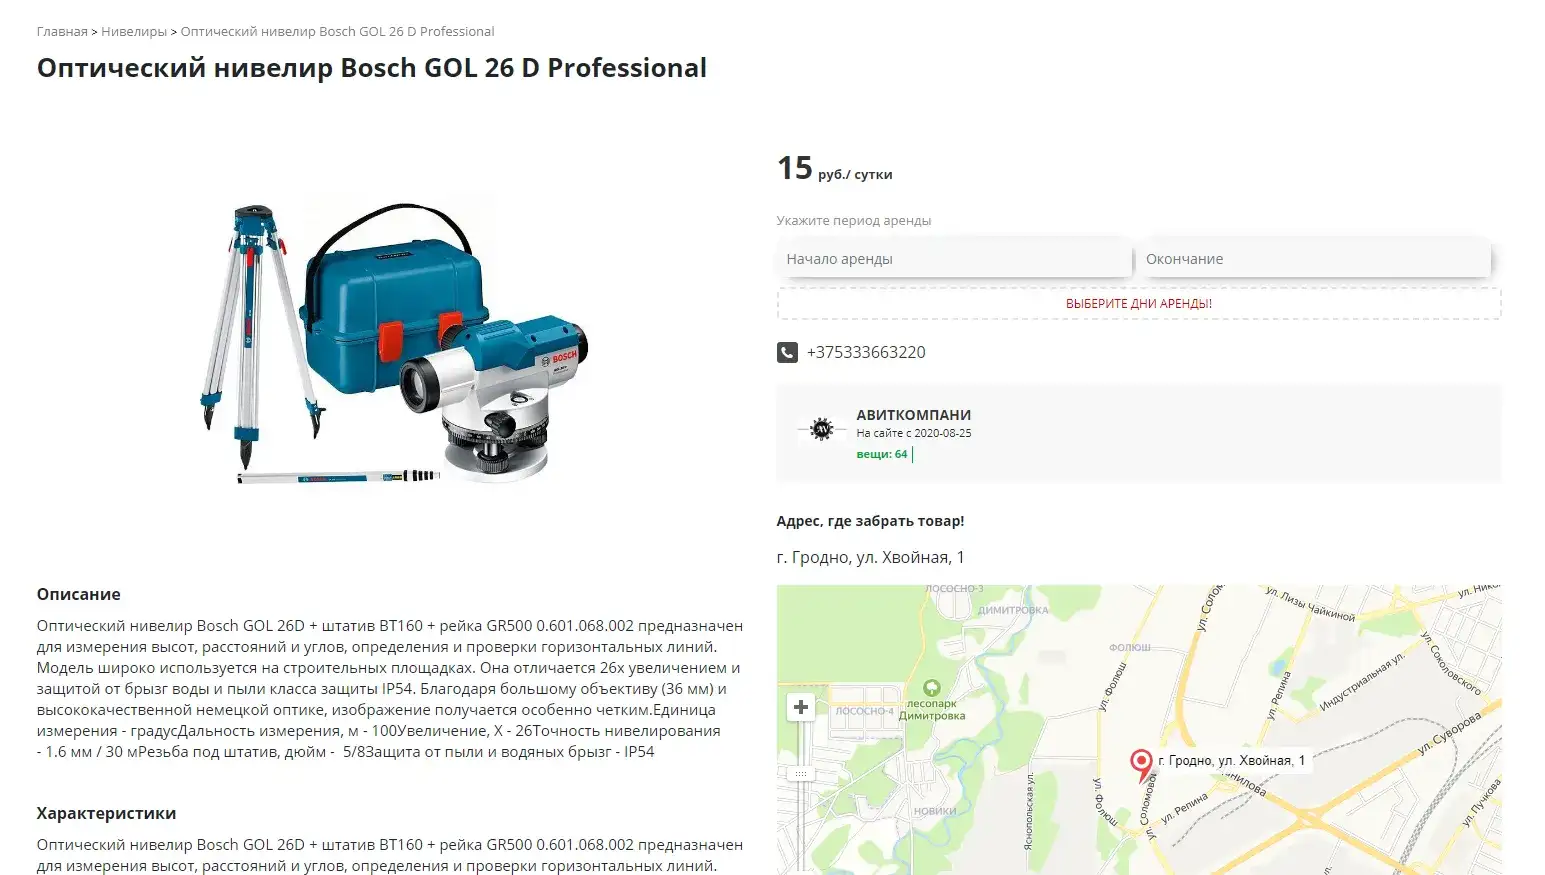 Главная > Нивелиры > Оптический нивелир Bosch GOL 26 D Professional
Оптический нивелир Bosch GOL 26 D Professional
BOSCH
15 руб./ сутки
Укажите период аренды
Начало аренды
Окончание
ВЫБЕРИТЕ ДНИ АРЕНДЫ!
+375333663220
АВИТКОМПАНИ
На сайте с 2020-08-25
вещи: 64
Адрес, где забрать товар!
г. Гродно, ул. Хвойная, 1
Описание
Оптический нивелир Bosch GOL 26D + штатив BT160 + рейка GR500 0.601.068.002 предназначен
для измерения высот, расстояний и углов, определения и проверки горизонтальных линий.
Модель широко используется на строительных площадках. Она отличается 26х увеличением и
защитой от брызг воды и пыли класса защиты IP54. Благодаря большому объективу (36 мм) и
высококачественной немецкой оптике, изображение получается особенно четким.Единица
измерения - градусДальность измерения, м - 100Увеличение, Х - 26Точность нивелирования
- 1.6 мм / 30 мРезьба под штатив, дюйм -  5/8Защита от пыли и водяных брызг - IP54
Характеристики
Оптический нивелир Bosch GOL 26D + штатив BT160 + рейка GR500 0.601.068.002 предназначен
для измерения высот, расстояний и углов, определения и проверки горизонтальных линий.
ЛОСОСНО-3
ДИМИТРОВКА
ФОЛЮШ
ул. Лизы Чайкиной
ул. Соколовского
ул. Фолюш
ул. Репина
Индустриальная ул.
лесопарк
Димитровка
ЛОСОСНО-4
ул. Суворова
г. Гродно, ул. Хвойная, 1
НОВИКИ
Яснопольская ул.
ул. Фолюш
ул. Репина
ул. Пучкова